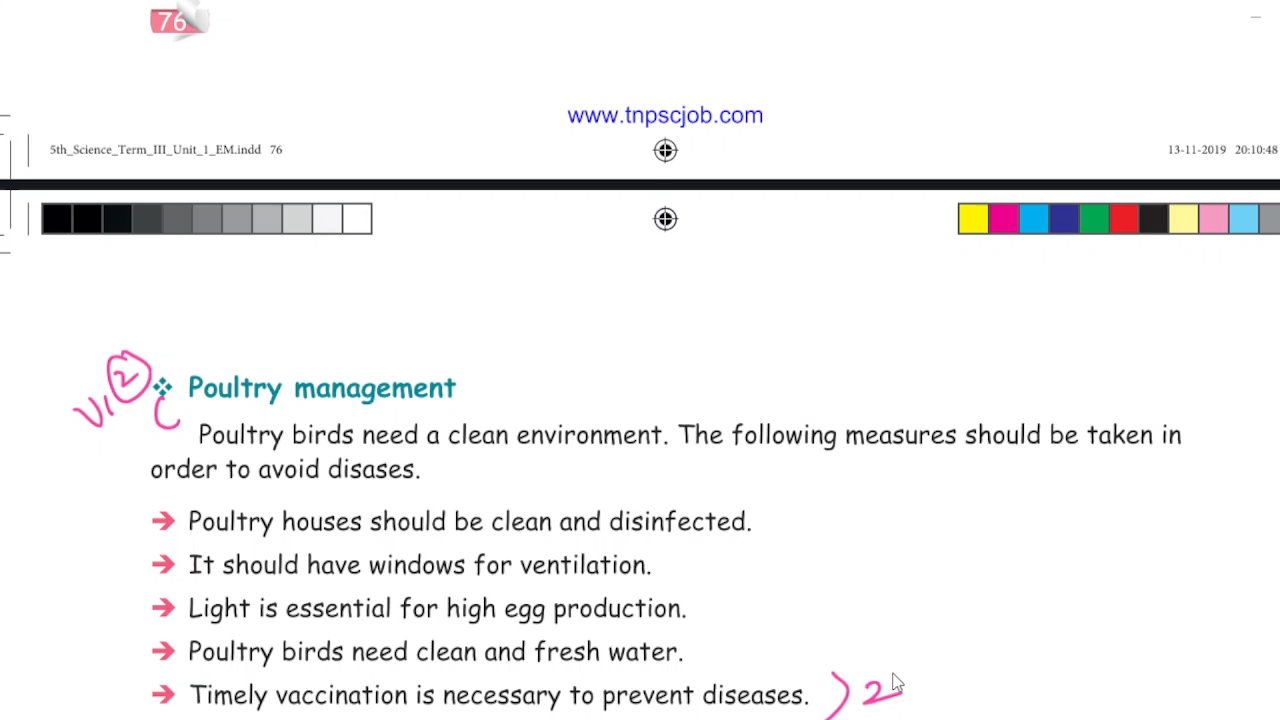 76
www.tnpscjob.com
5th_Science_Term_III_Unit_1_EM.indd 76 13-11-2019 20:10:48
2
❖ Poultry management
Poultry birds need a clean environment. The following measures should be taken in
order to avoid disases.
➔ Poultry houses should be clean and disinfected.
➔ It should have windows for ventilation.
➔ Light is essential for high egg production.
➔ Poultry birds need clean and fresh water.
➔ Timely vaccination is necessary to prevent diseases. ) 2